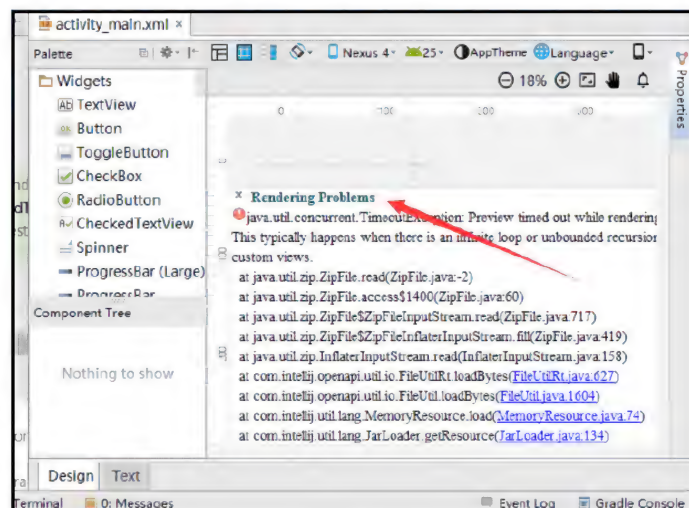 activity_main.xml ×
Palette
Nexus 4 25 AppTheme Language
Widgets
18%
Ab TextView
OK Button
ToggleButton
CheckBox
RadioButton
CheckedTextView
Spinner
ProgressBar (Large)
ProgressBar
Properties
0 100 200 300
× Rendering Problems
java.util.concurrent.TimeoutException: Preview timed out while rendering
This typically happens when there is an infinite loop or unbounded recursion
custom views.
at java.util.zip.ZipFile.read(ZipFile.java:-2)
at java.util.zip.ZipFile.access$1400(ZipFile.java:60)
at java.util.zip.ZipFile$ZipFileInputStream.read(ZipFile.java:717)
at java.util.zip.ZipFile$ZipFileInflaterInputStream.fill(ZipFile.java:419)
at java.util.zip.InflaterInputStream.read(InflaterInputStream.java:158)
at com.intellij.openapi.util.io.FileUtilRt.loadBytes(FileUtilRt.java:627)
at com.intellij.openapi.util.io.FileUtil.loadBytes(FileUtil.java:1604)
at com.intellij.util.lang.MemoryResource.load(MemoryResource.java:74)
at com.intellij.util.lang.JarLoader.getResource(JarLoader.java:134)
Component Tree
Nothing to show
Design Text
Terminal 0: Messages Event Log Gradle Console